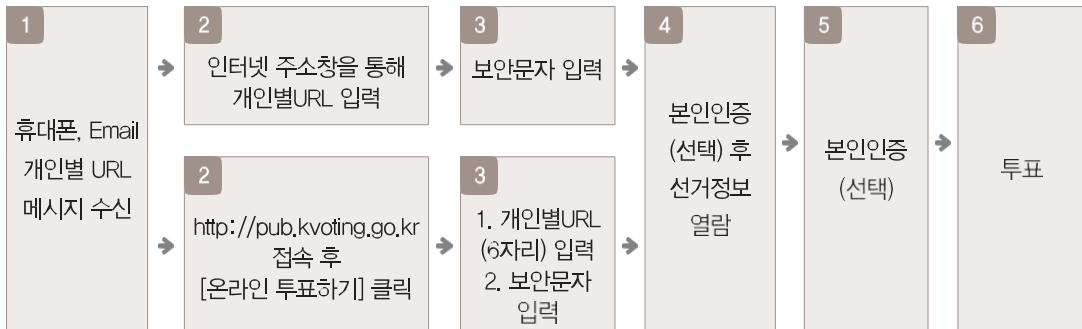 1
휴대폰, Email
개인별 URL
메시지 수신
2
인터넷 주소창을 통해
개인별URL 입력
3
보안문자 입력
2
http://pub.kvoting.go.kr
접속 후
[온라인 투표하기] 클릭
3
1. 개인별URL
(6자리) 입력
2. 보안문자
입력
4
본인인증
(선택) 후
선거정보
열람
5
본인인증
(선택)
6
투표